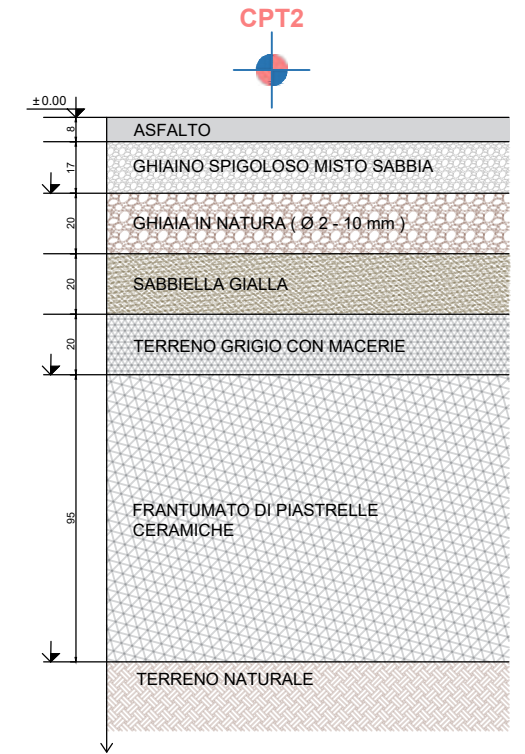 CPT2
±0.00
8
ASFALTO
17
GHIAINO SPIGOLOSO MISTO SABBIA
20
GHIAIA IN NATURA ( Ø 2 - 10 mm )
20
SABBIELLA GIALLA
20
TERRENO GRIGIO CON MACERIE
95
FRANTUMATO DI PIASTRELLE
CERAMICHE
TERRENO NATURALE